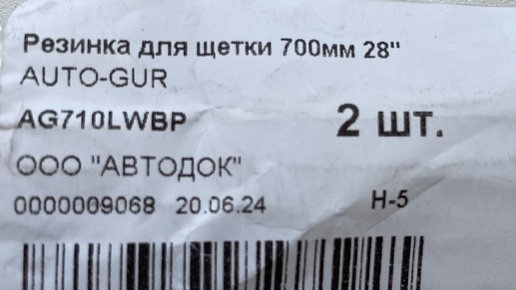 Резинка для щетки 700мм 28"
AUTO-GUR
AG710LWBP 2 шт.
ООО "АВТОДОК"
0000009068 20.06.24 Н-5